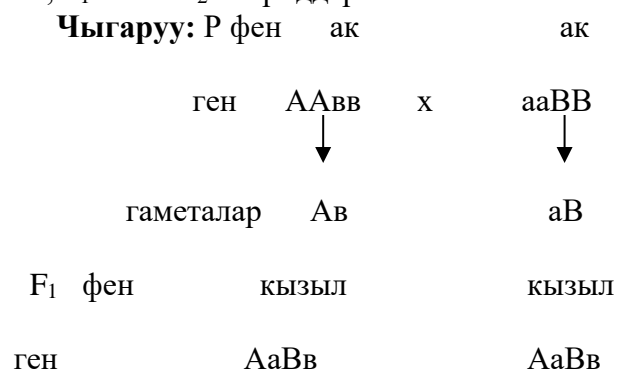 Чыгаруу: Р фен ак ак
ген ААвв х ааВВ
гаметалар Ав аВ
F₁ фен кызыл кызыл
ген АаВв АаВв